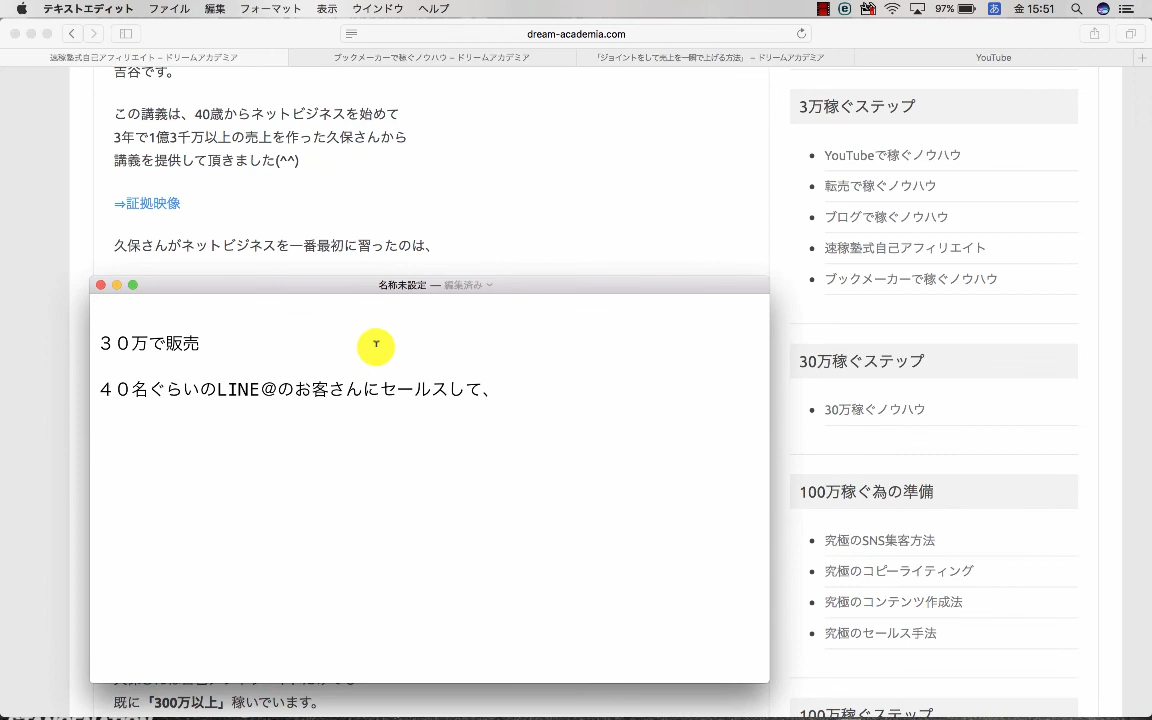 テキストエディット ファイル 編集 フォーマット 表示 ウインドウ ヘルプ 97% あ 金 15:51
dream-academia.com
速稼塾式自己アフィリエイト – ドリームアカデミア
ブックメーカーで稼ぐノウハウ – ドリームアカデミア
「ジョイントをして売上を一瞬で上げる方法」 – ドリームアカデミア
YouTube
吉谷です。
この講義は、40歳からネットビジネスを始めて
3年で1億3千万以上の売上を作った久保さんから
講義を提供して頂きました(^^)
⇒証拠映像
久保さんがネットビジネスを一番最初に習ったのは、
名称未設定 — 編集済み
３０万で販売
４０名ぐらいのLINE＠のお客さんにセールスして、
既に「300万以上」稼いでいます。
3万稼ぐステップ
YouTubeで稼ぐノウハウ
転売で稼ぐノウハウ
ブログで稼ぐノウハウ
速稼塾式自己アフィリエイト
ブックメーカーで稼ぐノウハウ
30万稼ぐステップ
30万稼ぐノウハウ
100万稼ぐ為の準備
究極のSNS集客方法
究極のコピーライティング
究極のコンテンツ作成法
究極のセールス手法
100万稼ぐステップ